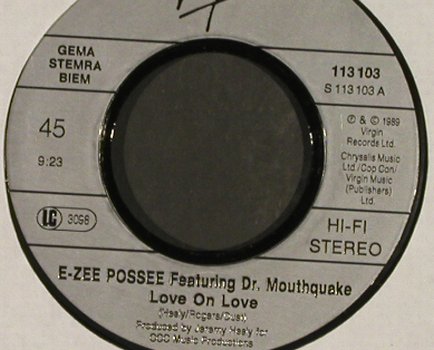 GEMA
STEMRA
BIEM
113 103
S 113 103 A
45
9:23
℗ & © 1989
Virgin
Records Ltd.
Chrysalis Music
Ltd./Cop Con/
Virgin Music
(Publishers)
Ltd.
LC 3098
HI-FI
STEREO
E-ZEE POSSEE Featuring Dr. Mouthquake
Love On Love
(Healy/Rogers/Dust)
Produced by Jeremy Healy for
Music Productions